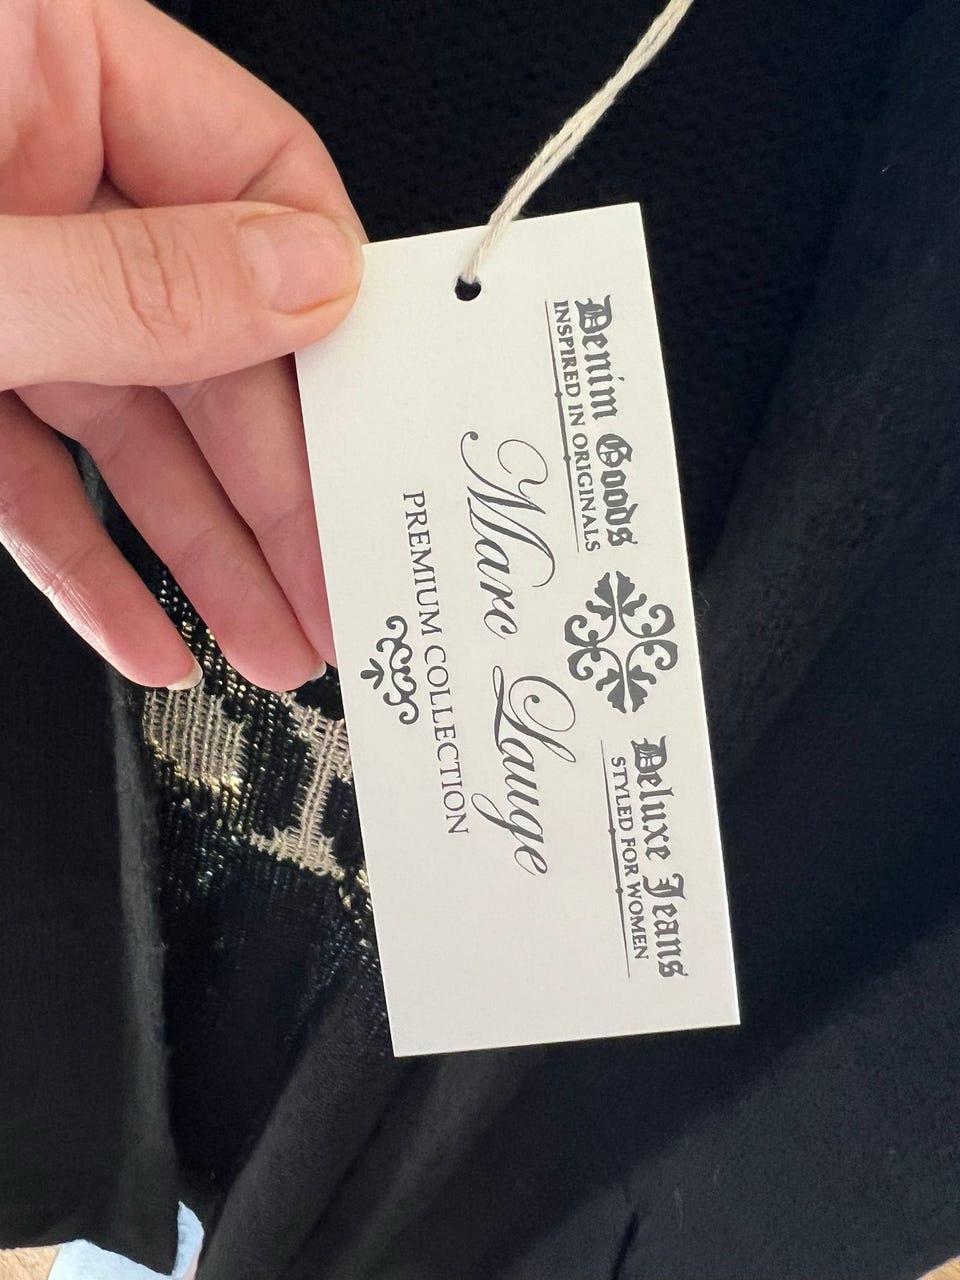 Denim Goods
INSPIRED IN ORIGINALS
Deluxe Jeans
STYLED FOR WOMEN
Marc Lauge
PREMIUM COLLECTION